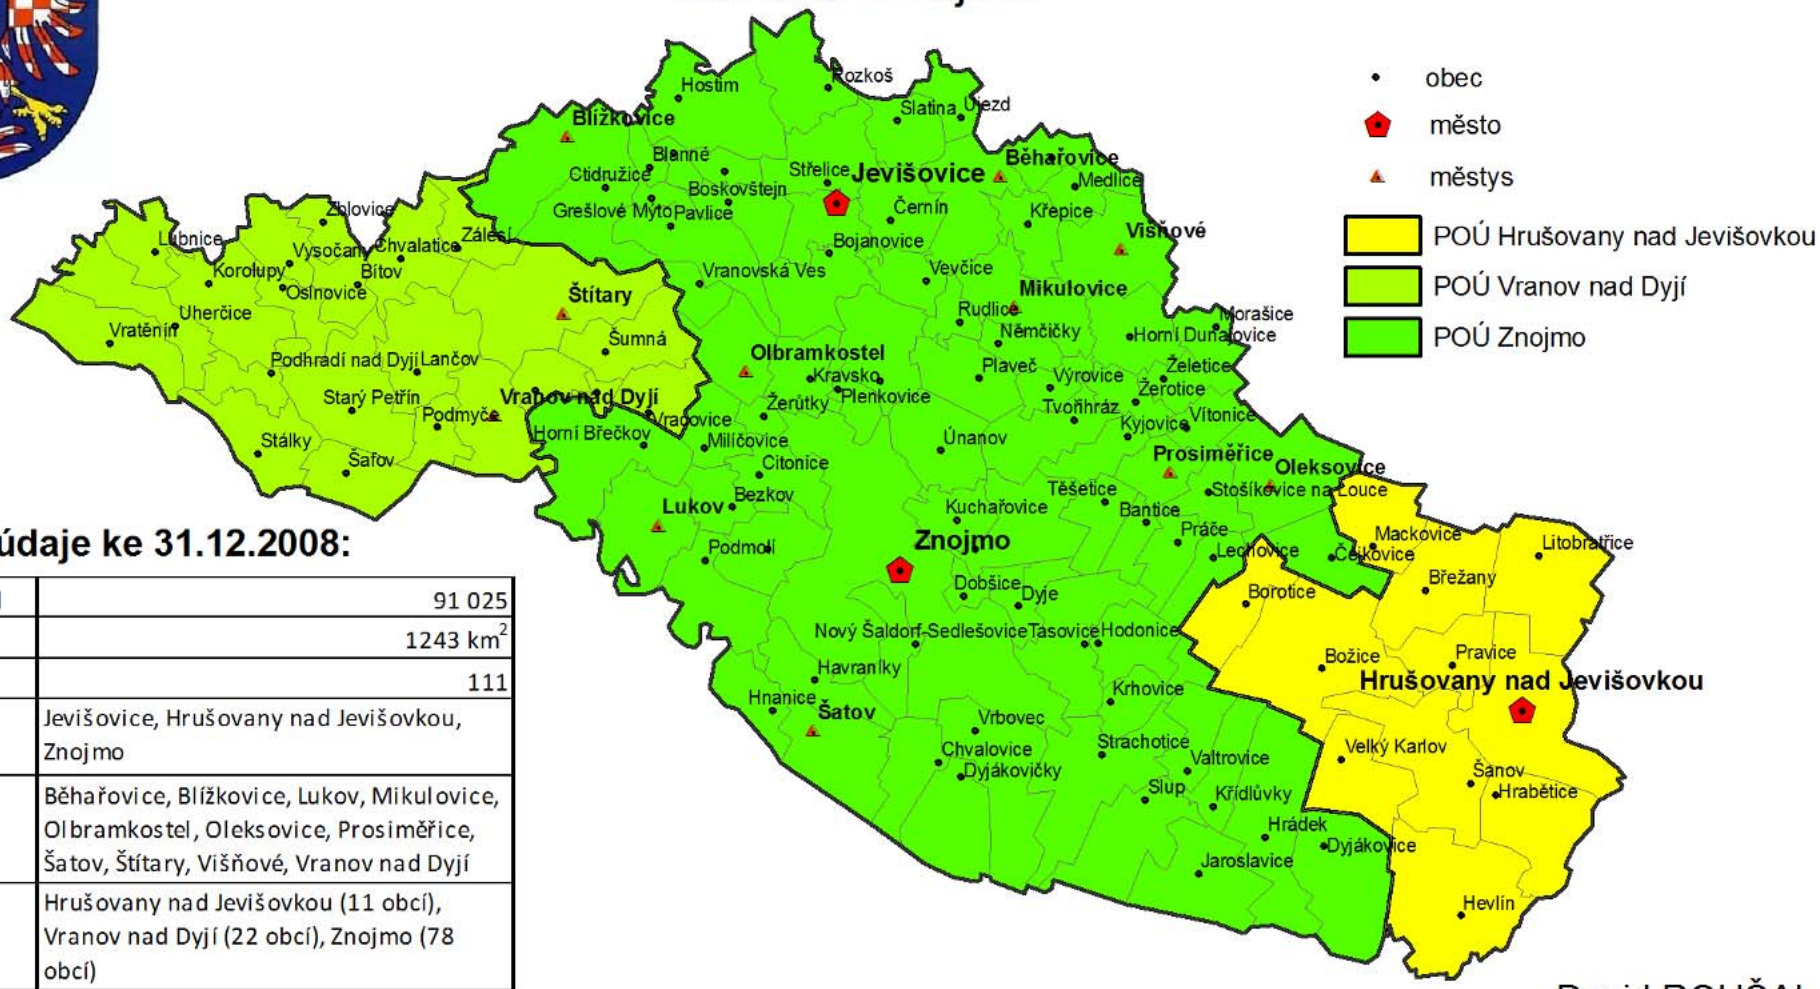 Rozkoš
Hostim
Slatina
Ujezd
Blížkovice
Blanné
Běhařovice
Střelice
Jevišovice
Ctidružice
Medlice
Boskovštejn
Grešlové Mýto
Pavlice
Černín
Křepice
Zblovice
Višňové
Lubnice
Zálesí
Chvalatice
Bojanovice
Vysočany
Korolupy
Bítov
Vranovská Ves
Vevčice
Oslnovice
Štítary
Mikulovice
Uherčice
Rudlice
Morašice
Vratěnín
Němčičky
Horní Dunajovice
Šumná
Olbramkostel
Podhradí nad Dyjí
Lančov
Plaveč
Želetice
Kravsko
Výrovice
Žerotice
Starý Petřín
Vranov nad Dyjí
Plenkovice
Žerůtky
Tvořihráz
Podmyče
Vracovice
Vítonice
Kyjovice
Horní Břečkov
Milíčovice
Únanov
Stálky
Citonice
Prosiměřice
Šafov
Oleksovice
Bezkov
Těšetice
Stošíkovice na Louce
Lukov
Kuchařovice
Bantice
Práče
Mackovice
Znojmo
Litobratřice
Podmolí
Lechovice
Čejkovice
Dobšice
Břežany
Dyje
Borotice
Nový Šaldorf-Sedlešovice
Tasovice
Hodonice
Božice
Pravice
Havraníky
Hrušovany nad Jevišovkou
Krhovice
Hnanice
Šatov
Vrbovec
Strachotice
Chvalovice
Velký Karlov
Valtrovice
Dyjákovičky
Šanov
Slup
Křídlůvky
Hrabětice
Hrádek
Dyjákovice
Jaroslavice
Hevlín
obec
město
městys
POÚ Hrušovany nad Jevišovkou
POÚ Vranov nad Dyjí
POÚ Znojmo
údaje ke 31.12.2008:
91 025
1243 km²
111
Jevišovice, Hrušovany nad Jevišovkou,
Znojmo
Běhařovice, Blížkovice, Lukov, Mikulovice,
Olbramkostel, Oleksovice, Prosiměřice,
Šatov, Štítary, Višňové, Vranov nad Dyjí
Hrušovany nad Jevišovkou (11 obcí),
Vranov nad Dyjí (22 obcí), Znojmo (78
obcí)